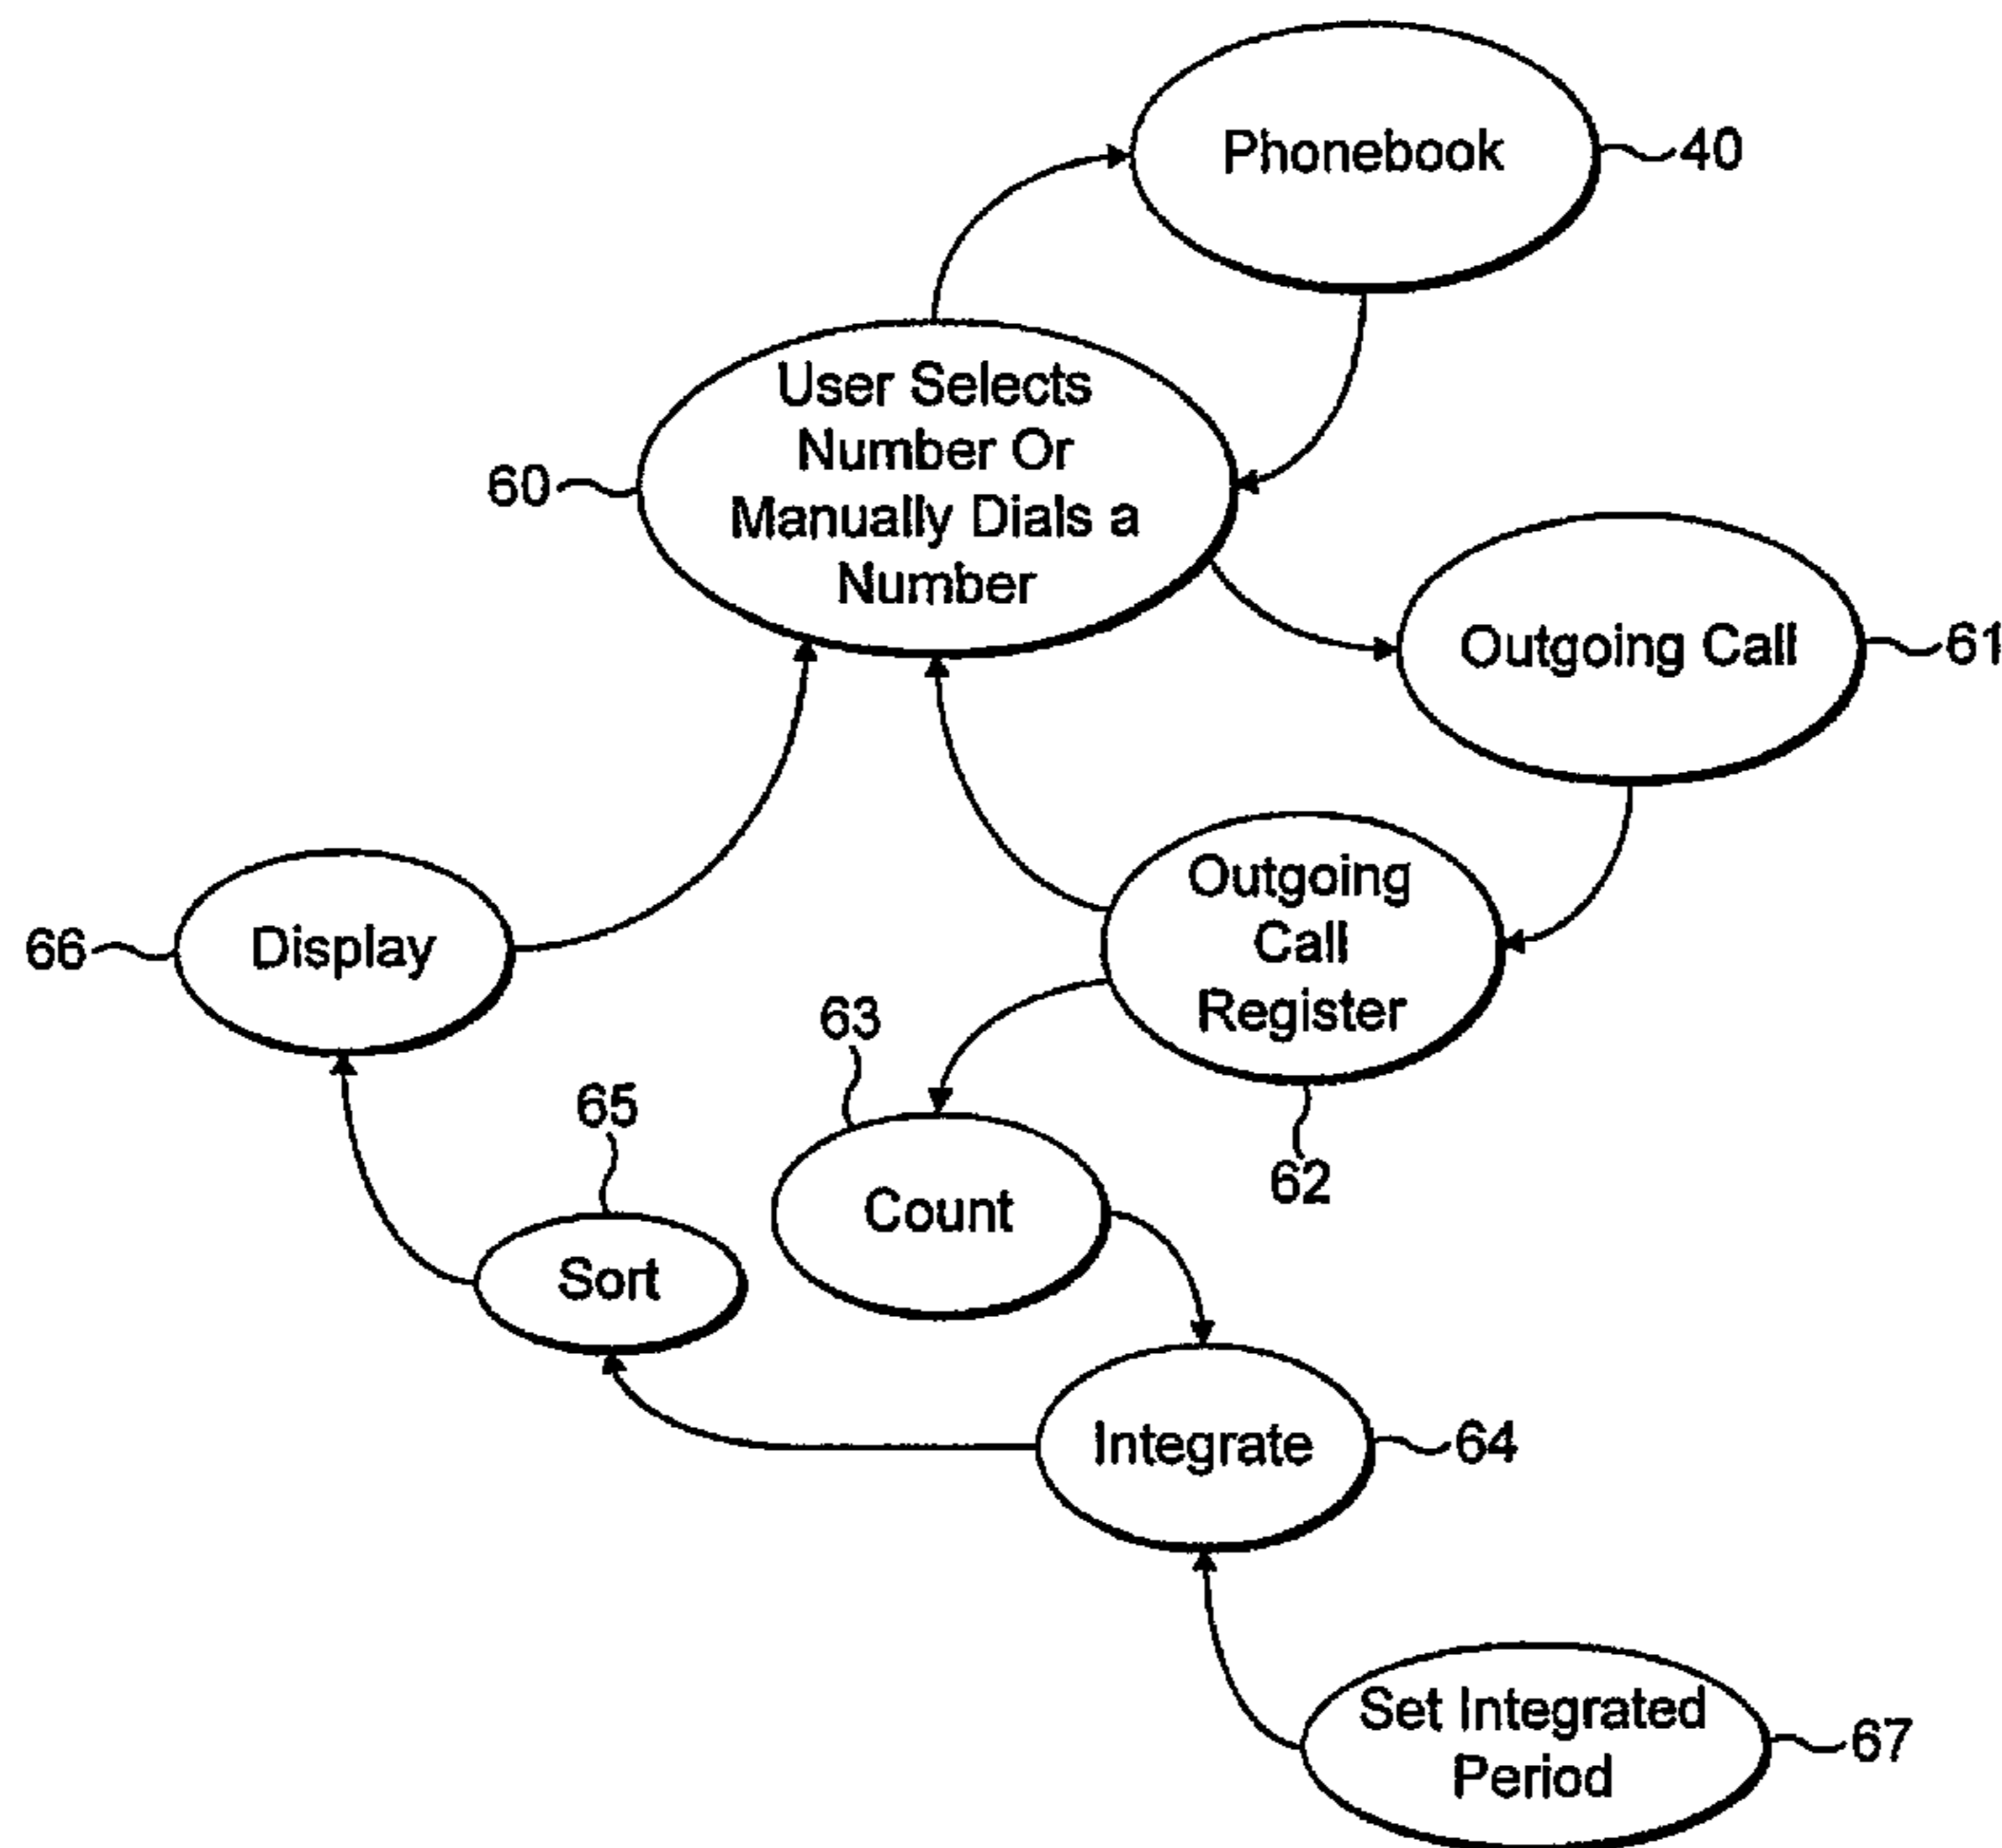 Phonebook
40
User Selects
Number Or
Manually Dials a
Number
60
Outgoing Call
61
Outgoing
Call
Register
62
Display
66
63
Count
65
Sort
Integrate
64
Set Integrated
Period
67